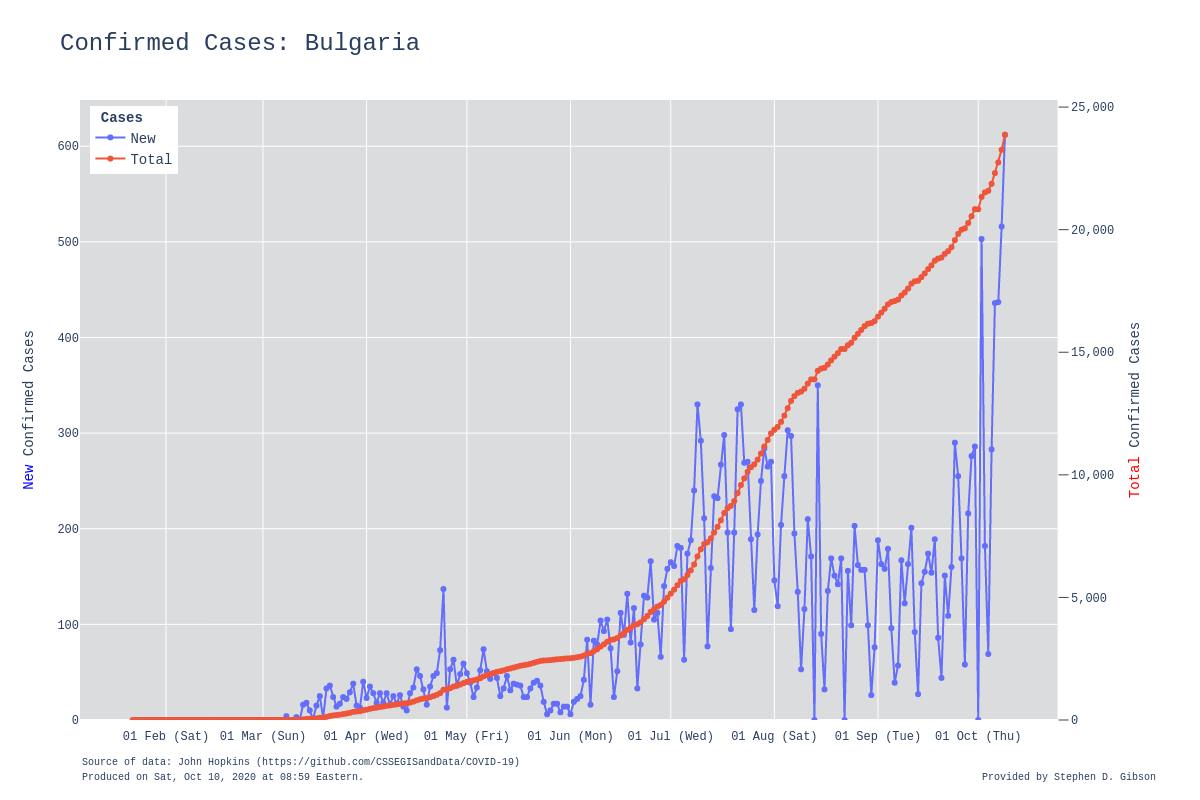 Confirmed Cases: Bulgaria
Cases
New
Total
600
500
400
300
200
100
0
25,000
20,000
15,000
10,000
5,000
0
New Confirmed Cases
Total Confirmed Cases
01 Feb (Sat)
01 Mar (Sun)
01 Apr (Wed)
01 May (Fri)
01 Jun (Mon)
01 Jul (Wed)
01 Aug (Sat)
01 Sep (Tue)
01 Oct (Thu)
Source of data: John Hopkins (https://github.com/CSSEGISandData/COVID-19)
Produced on Sat, Oct 10, 2020 at 08:59 Eastern.
Provided by Stephen D. Gibson